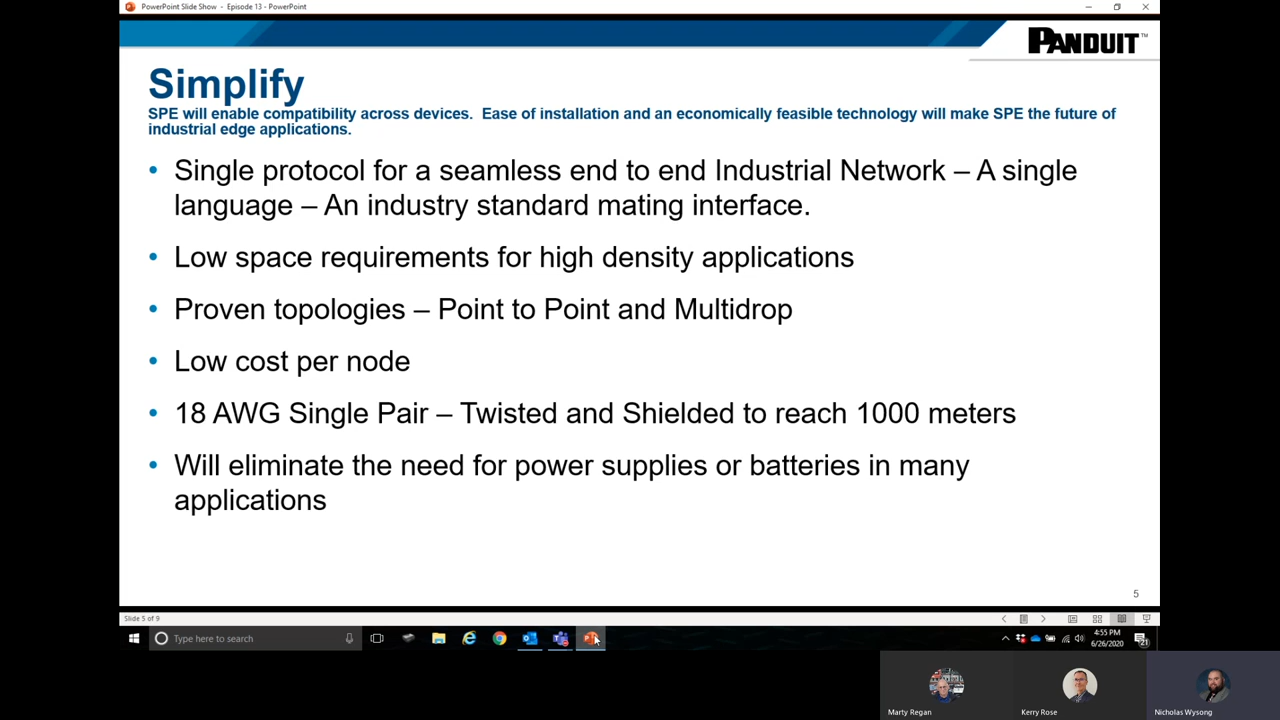 PowerPoint Slide Show - Episode 13 - PowerPoint
PANDUIT™
Simplify
SPE will enable compatibility across devices.  Ease of installation and an economically feasible technology will make SPE the future of
industrial edge applications.
• Single protocol for a seamless end to end Industrial Network – A single
language – An industry standard mating interface.
• Low space requirements for high density applications
• Proven topologies – Point to Point and Multidrop
• Low cost per node
• 18 AWG Single Pair – Twisted and Shielded to reach 1000 meters
• Will eliminate the need for power supplies or batteries in many
applications
5
Slide 5 of 9
Type here to search
4:55 PM
6/26/2020
Marty Regan
Kerry Rose
Nicholas Wysong